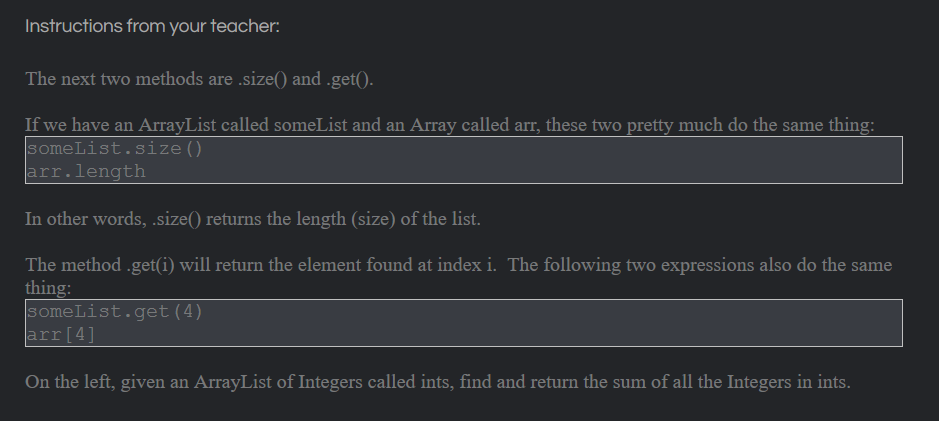 Instructions from your teacher:
The next two methods are .size() and .get().
If we have an ArrayList called someList and an Array called arr, these two pretty much do the same thing:
someList.size()
arr.length
In other words, .size() returns the length (size) of the list.
The method .get(i) will return the element found at index i.  The following two expressions also do the same
thing:
someList.get(4)
arr[4]
On the left, given an ArrayList of Integers called ints, find and return the sum of all the Integers in ints.